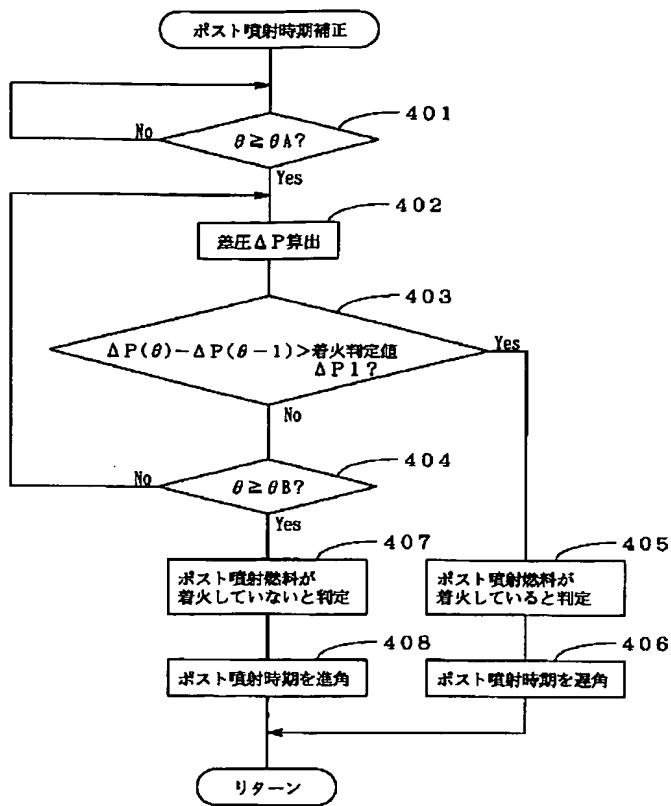 ポスト噴射時期補正
401
No
θ≧θA?
Yes
402
差圧ΔP算出
403
ΔP(θ)−ΔP(θ−1)>着火判定値
ΔP1?
Yes
No
404
No
θ≧θB?
Yes
407
ポスト噴射燃料が
着火していないと判定
405
ポスト噴射燃料が
着火していると判定
408
ポスト噴射時期を進角
406
ポスト噴射時期を遅角
リターン